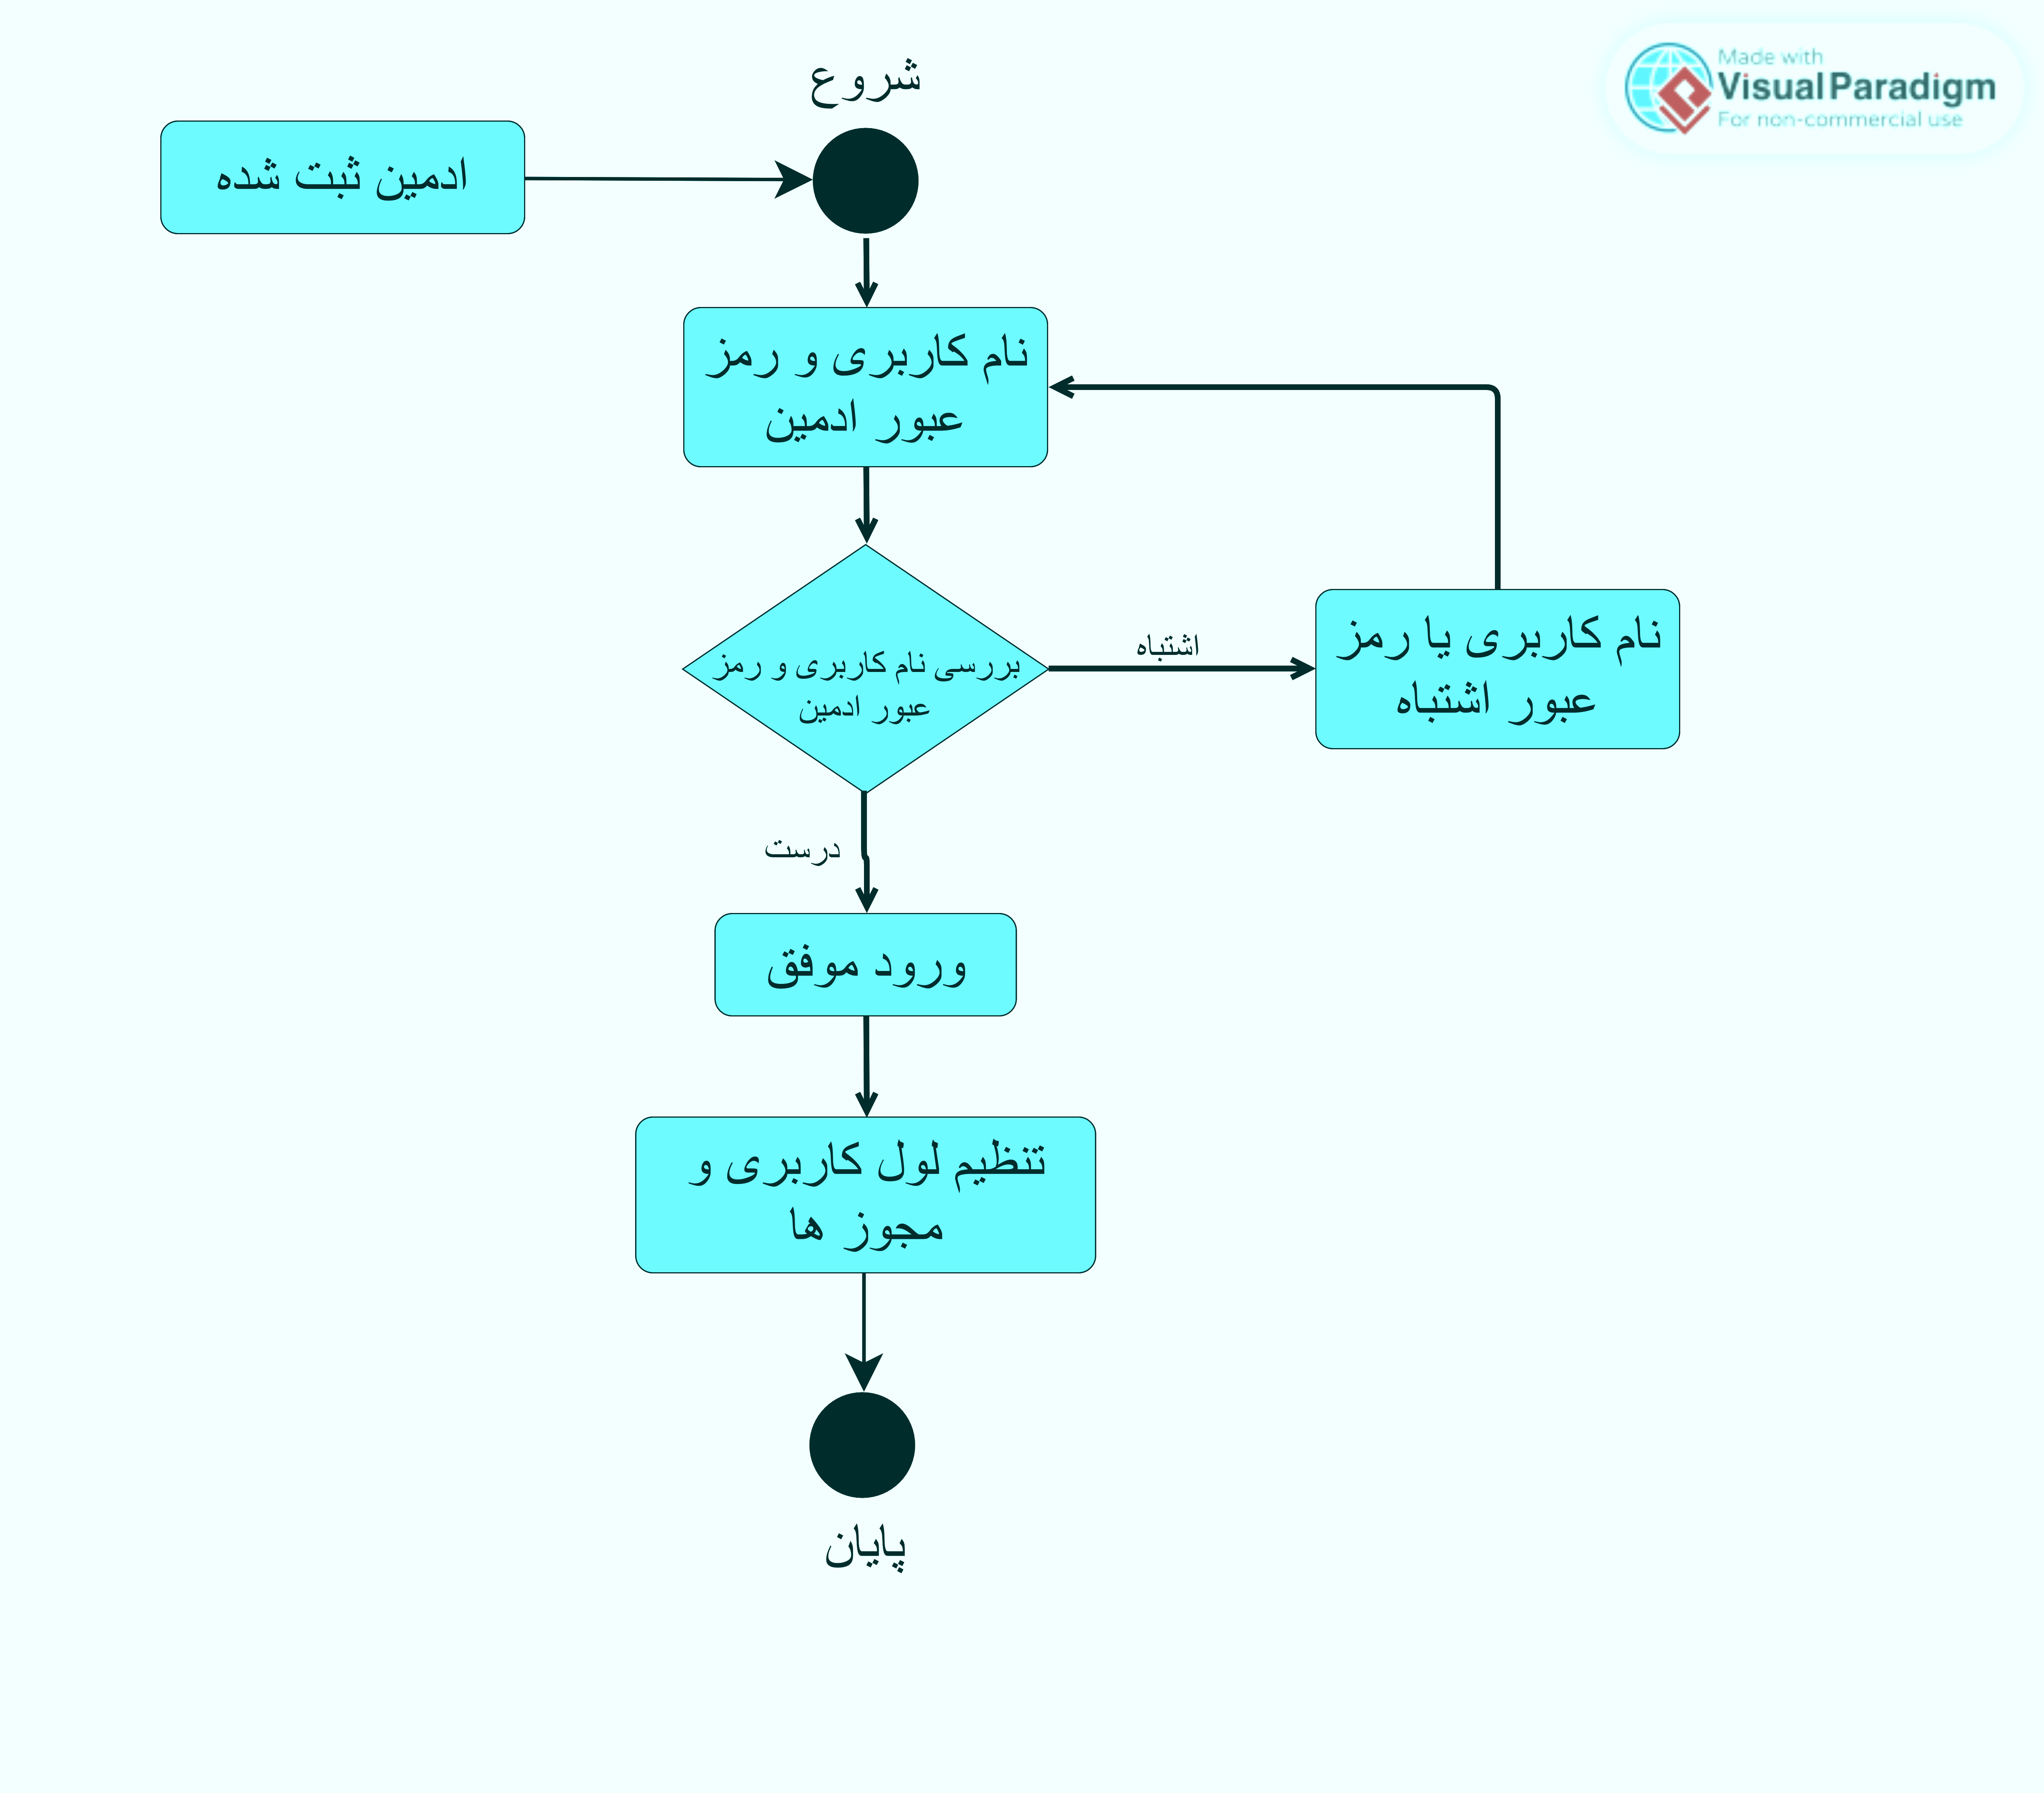 Made with
Visual Paradigm
For non-commercial use
شروع
ادمین ثبت شده
نام کاربری و رمز
عبور ادمین
بررسی نام کاربری و رمز
عبور ادمین
اشتباه
نام کاربری یا رمز
عبور اشتباه
درست
ورود موفق
تنظیم لول کاربری و
مجوز ها
پایان